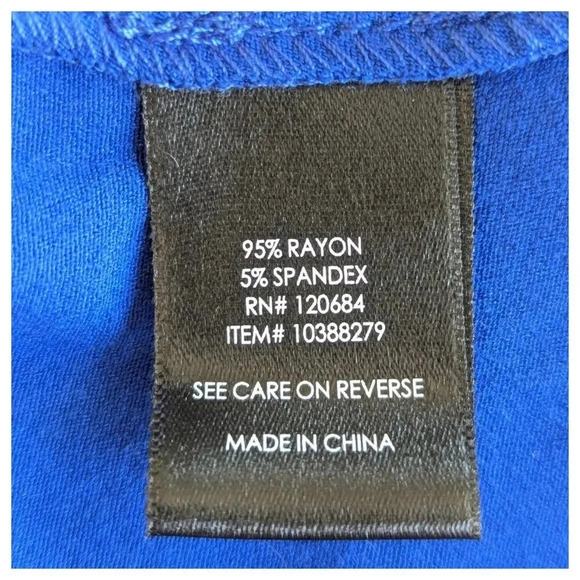 95% RAYON
5% SPANDEX
RN# 120684
ITEM# 10388279
SEE CARE ON REVERSE
MADE IN CHINA